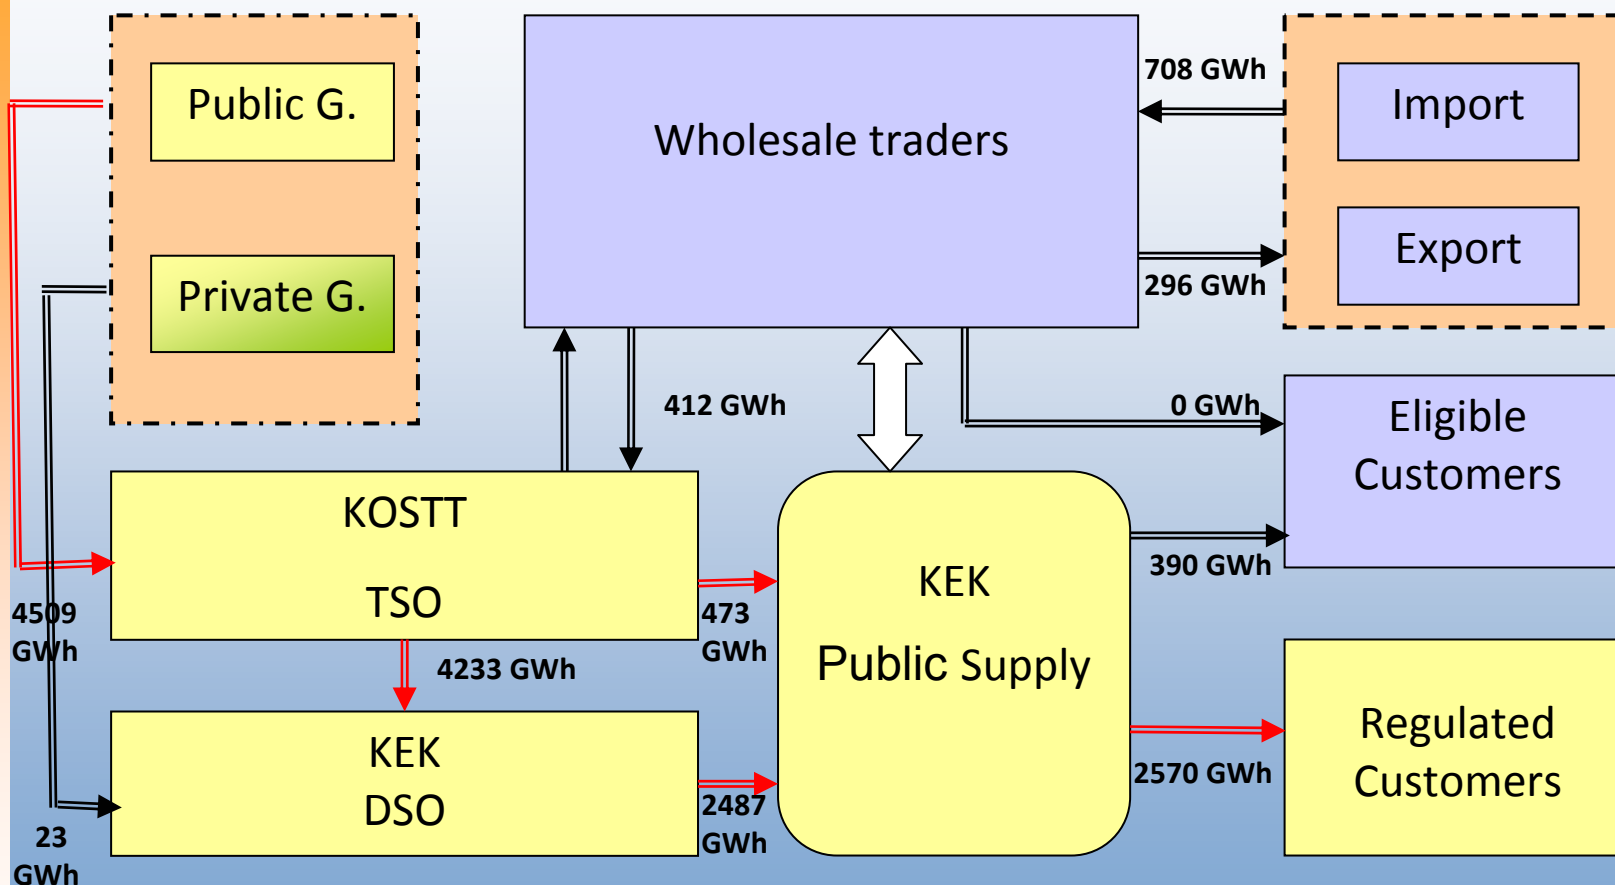 Public G.
Private G.
Wholesale traders
708 GWh
Import
Export
296 GWh
412 GWh
0 GWh
Eligible
Customers
KOSTT
TSO
4509
GWh
473
GWh
4233 GWh
KEK
Public Supply
390 GWh
2570 GWh
Regulated
Customers
KEK
DSO
2487
GWh
23
GWh